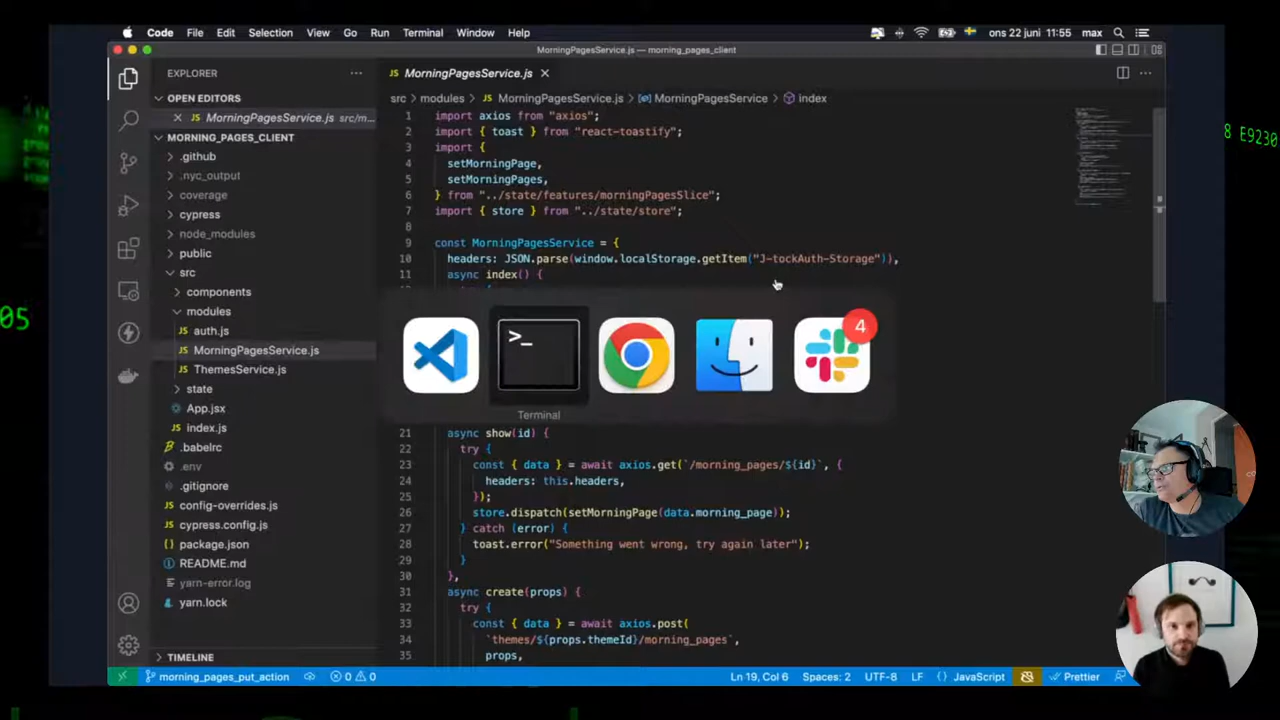 Code File Edit Selection View Go Run Terminal Window Help
ons 22 juni 11:55 max
MorningPagesService.js — morning_pages_client
EXPLORER
MorningPagesService.js
OPEN EDITORS
MorningPagesService.js src/m...
MORNING_PAGES_CLIENT
.github
.nyc_output
coverage
cypress
node_modules
public
src
components
modules
JS auth.js
JS MorningPagesService.js
JS ThemesService.js
state
App.jsx
JS index.js
.babelrc
.env
.gitignore
JS config-overrides.js
JS cypress.config.js
{} package.json
README.md
yarn-error.log
yarn.lock
TIMELINE
src > modules > JS MorningPagesService.js > MorningPagesService > index
1 import axios from "axios";
2 import { toast } from "react-toastify";
3 import {
4 setMorningPage,
5 setMorningPages,
6 } from "../state/features/morningPagesSlice";
7 import { store } from "../state/store";
8
9 const MorningPagesService = {
10 headers: JSON.parse(window.localStorage.getItem("J-tockAuth-Storage")),
11 async index() {
>_
4
Terminal
21 async show(id) {
22 try {
23 const { data } = await axios.get(`/morning_pages/${id}`, {
24 headers: this.headers,
25 });
26 store.dispatch(setMorningPage(data.morning_page));
27 } catch (error) {
28 toast.error("Something went wrong, try again later");
29 }
30 },
31 async create(props) {
32 try {
33 const { data } = await axios.post(
34 `themes/${props.themeId}/morning_pages`,
35 props,
morning_pages_put_action 0 0 Ln 19, Col 6 Spaces: 2 UTF-8 LF {} JavaScript Prettier
05
8 E9230